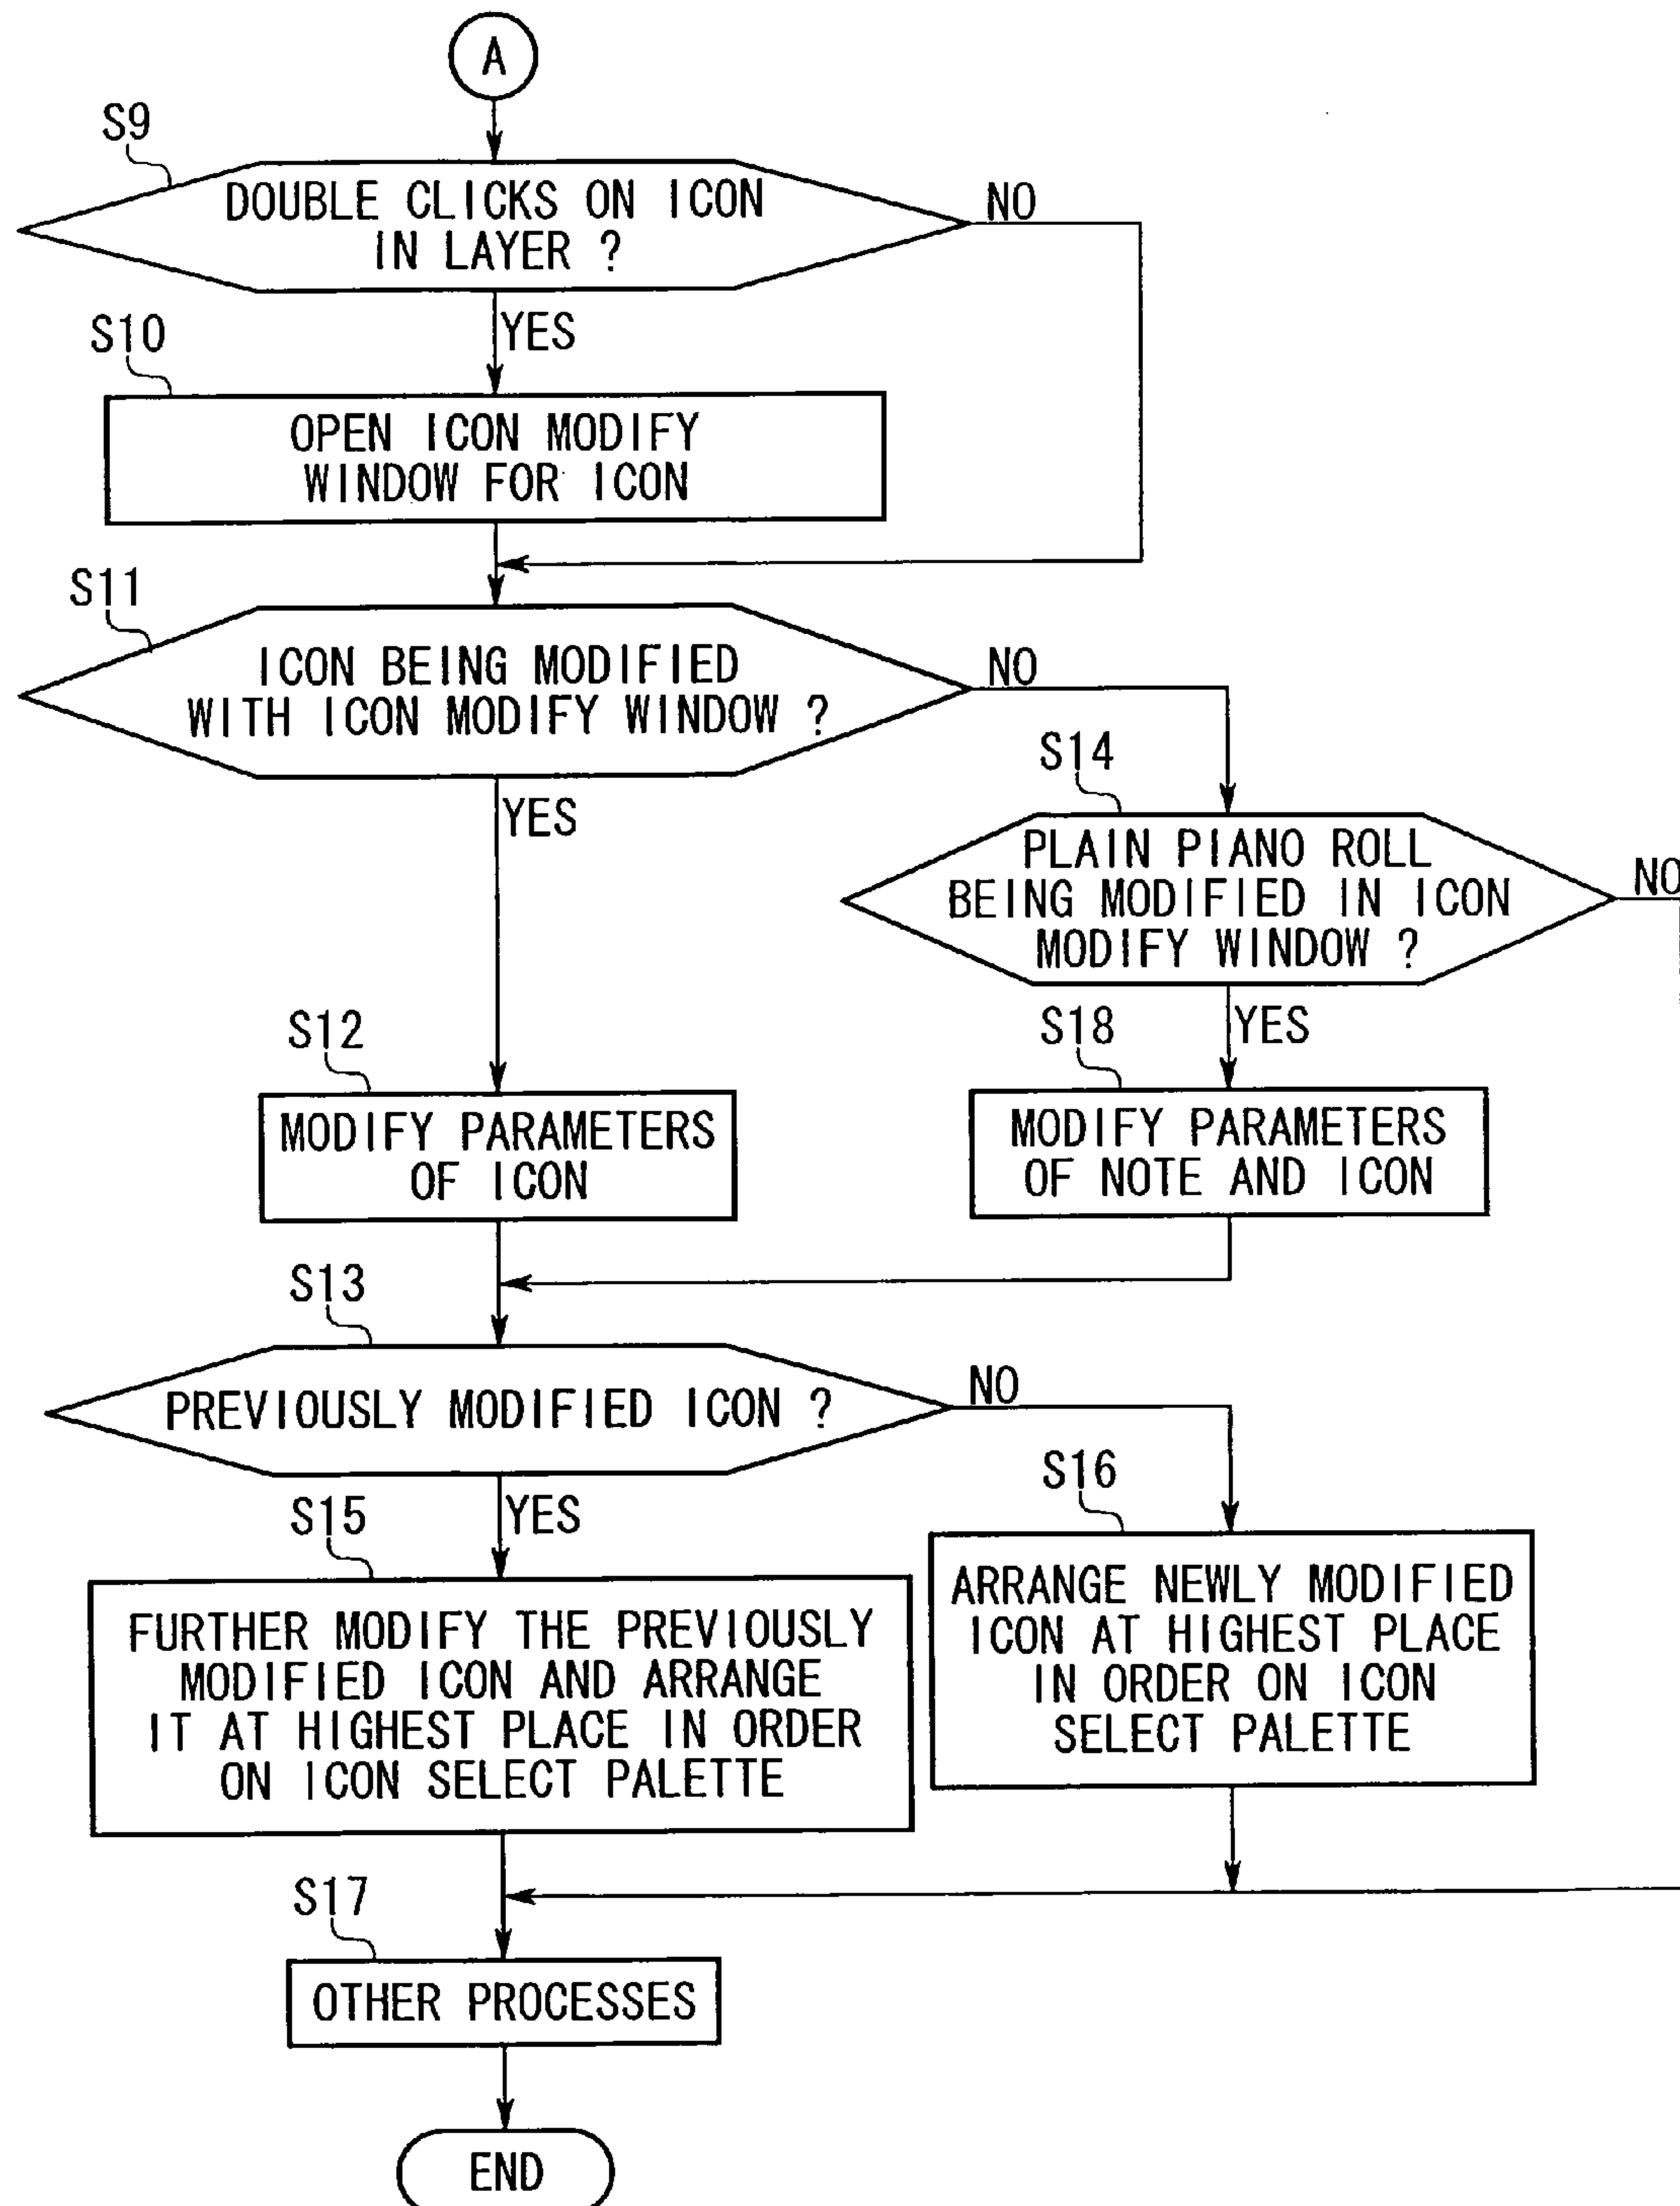 A
S9
DOUBLE CLICKS ON ICON
IN LAYER ?
NO
YES
S10
OPEN ICON MODIFY
WINDOW FOR ICON
S11
ICON BEING MODIFIED
WITH ICON MODIFY WINDOW ?
NO
YES
S14
PLAIN PIANO ROLL
BEING MODIFIED IN ICON
MODIFY WINDOW ?
NO
YES
S12
MODIFY PARAMETERS
OF ICON
S18
MODIFY PARAMETERS
OF NOTE AND ICON
S13
PREVIOUSLY MODIFIED ICON ?
NO
YES
S15
FURTHER MODIFY THE PREVIOUSLY
MODIFIED ICON AND ARRANGE
IT AT HIGHEST PLACE IN ORDER
ON ICON SELECT PALETTE
S16
ARRANGE NEWLY MODIFIED
ICON AT HIGHEST PLACE
IN ORDER ON ICON
SELECT PALETTE
S17
OTHER PROCESSES
END